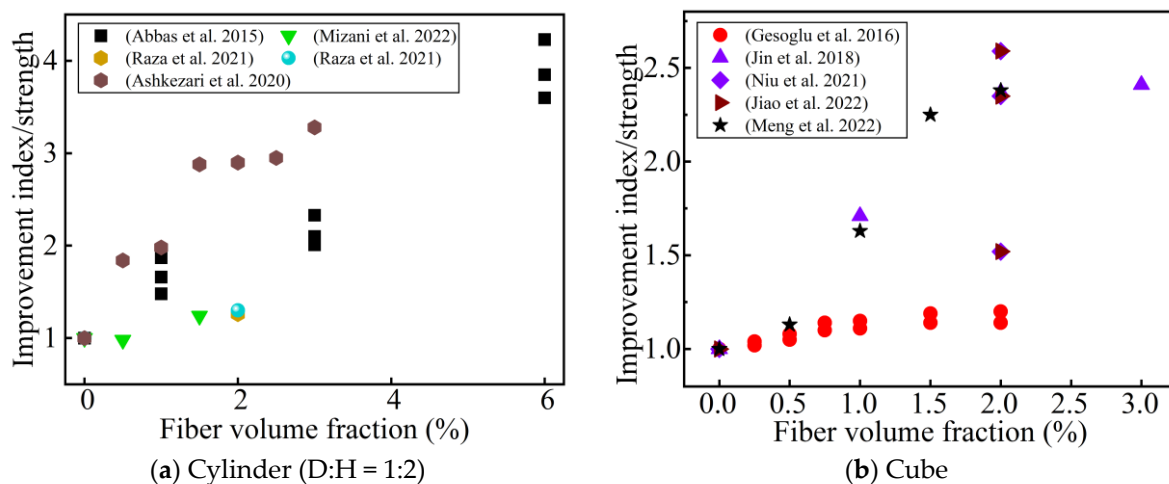 (Abbas et al. 2015) (Mizani et al. 2022)
(Raza et al. 2021) (Raza et al. 2021)
(Ashkezari et al. 2020)
Improvement index/strength
4
3
2
1
0 2 4 6
Fiber volume fraction (%)
(a) Cylinder (D:H = 1:2)
(Gesoglu et al. 2016)
(Jin et al. 2018)
(Niu et al. 2021)
(Jiao et al. 2022)
(Meng et al. 2022)
Improvement index/strength
2.5
2.0
1.5
1.0
0.0 0.5 1.0 1.5 2.0 2.5 3.0
Fiber volume fraction (%)
(b) Cube